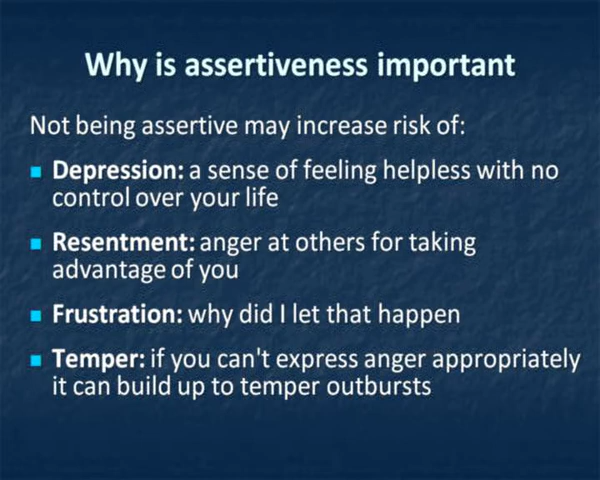 Why is assertiveness important
Not being assertive may increase risk of:
Depression: a sense of feeling helpless with no
control over your life
Resentment: anger at others for taking
advantage of you
Frustration: why did I let that happen
Temper: if you can't express anger appropriately
it can build up to temper outbursts